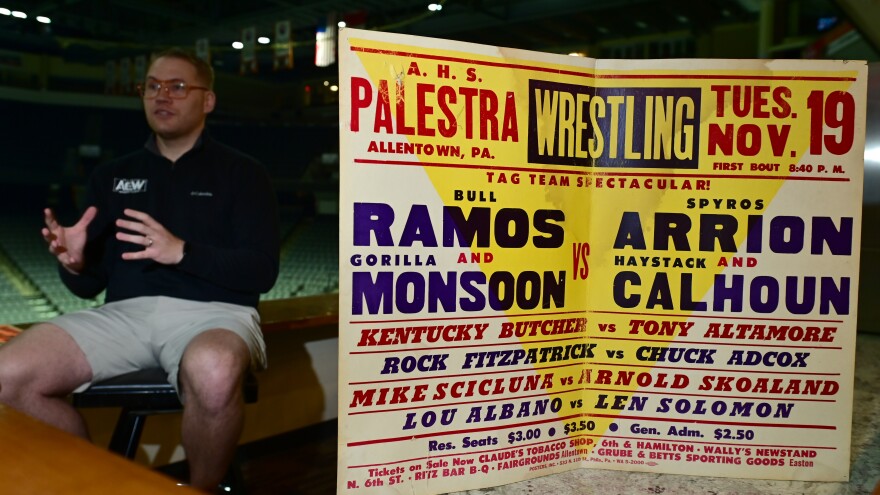 AEW
Columbia
A. H. S.
PALESTRA
ALLENTOWN, PA.
WRESTLING
TUES.
NOV. 19
FIRST BOUT 8:40 P. M.
TAG TEAM SPECTACULAR!
BULL
RAMOS
GORILLA AND
MONSOON
VS
SPYROS
ARRION
HAYSTACK AND
CALHOUN
KENTUCKY BUTCHER vs TONY ALTAMORE
ROCK FITZPATRICK vs CHUCK ADCOX
MIKE SCICLUNA vs ARNOLD SKOALAND
LOU ALBANO vs LEN SOLOMON
Res. Seats $3.00 ● $3.50 ● Gen. Adm. $2.50
Tickets on Sale Now CLAUDE'S TOBACCO SHOP, 6th & HAMILTON · WALLY'S NEWSTAND
N. 6th ST. · RITZ BAR B-Q · FAIRGROUNDS Allentown · GRUBE & BETTS SPORTING GOODS Easton